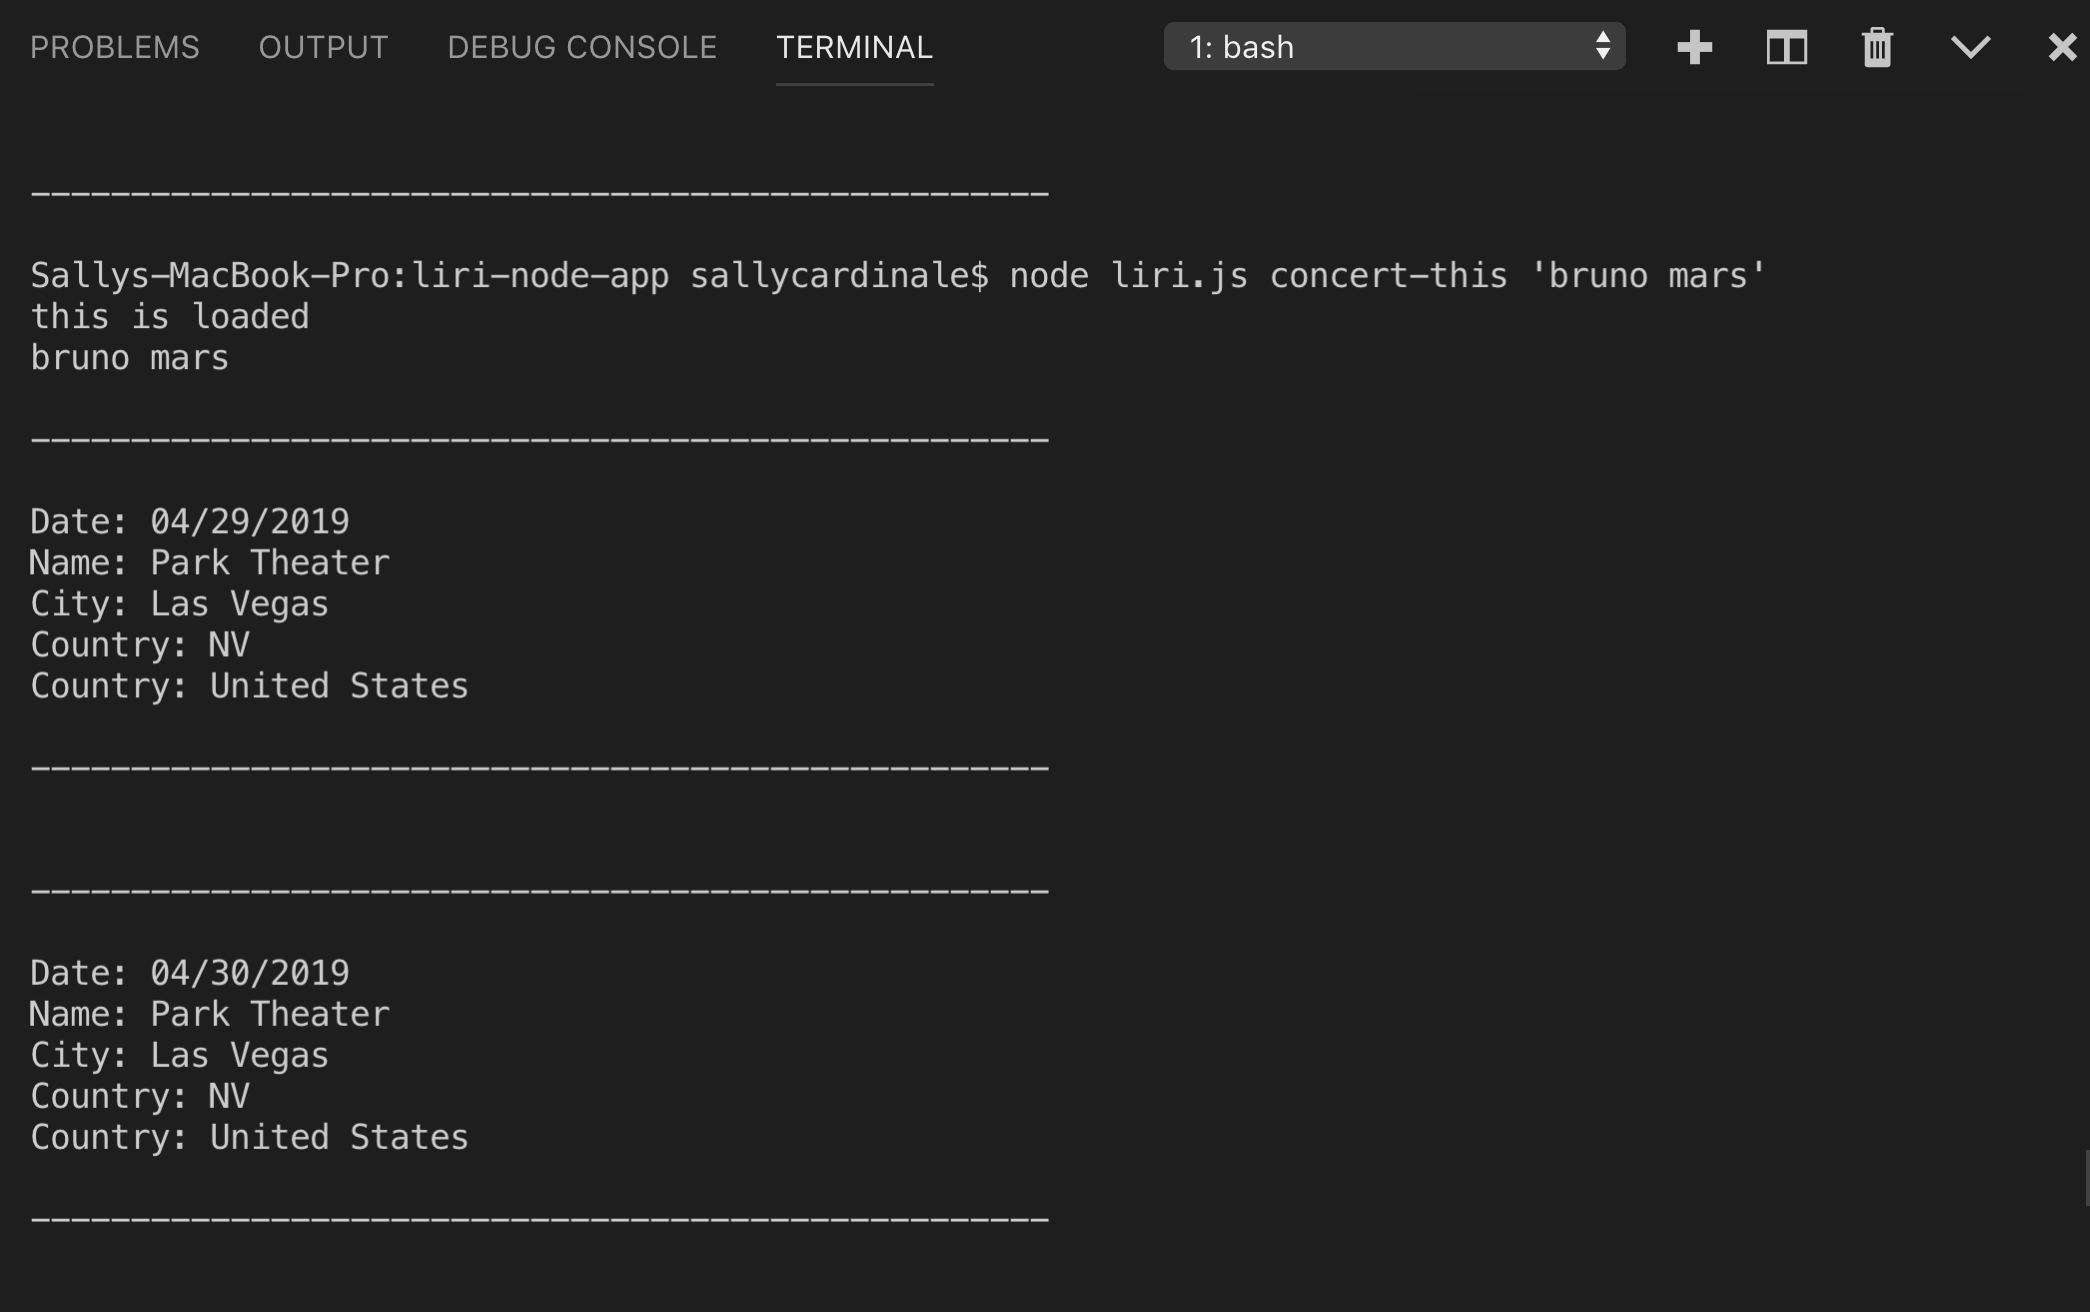 PROBLEMS OUTPUT DEBUG CONSOLE TERMINAL 1: bash
---------------------------------------------------
Sallys-MacBook-Pro:liri-node-app sallycardinale$ node liri.js concert-this 'bruno mars'
this is loaded
bruno mars
---------------------------------------------------
Date: 04/29/2019
Name: Park Theater
City: Las Vegas
Country: NV
Country: United States
---------------------------------------------------
---------------------------------------------------
Date: 04/30/2019
Name: Park Theater
City: Las Vegas
Country: NV
Country: United States
---------------------------------------------------